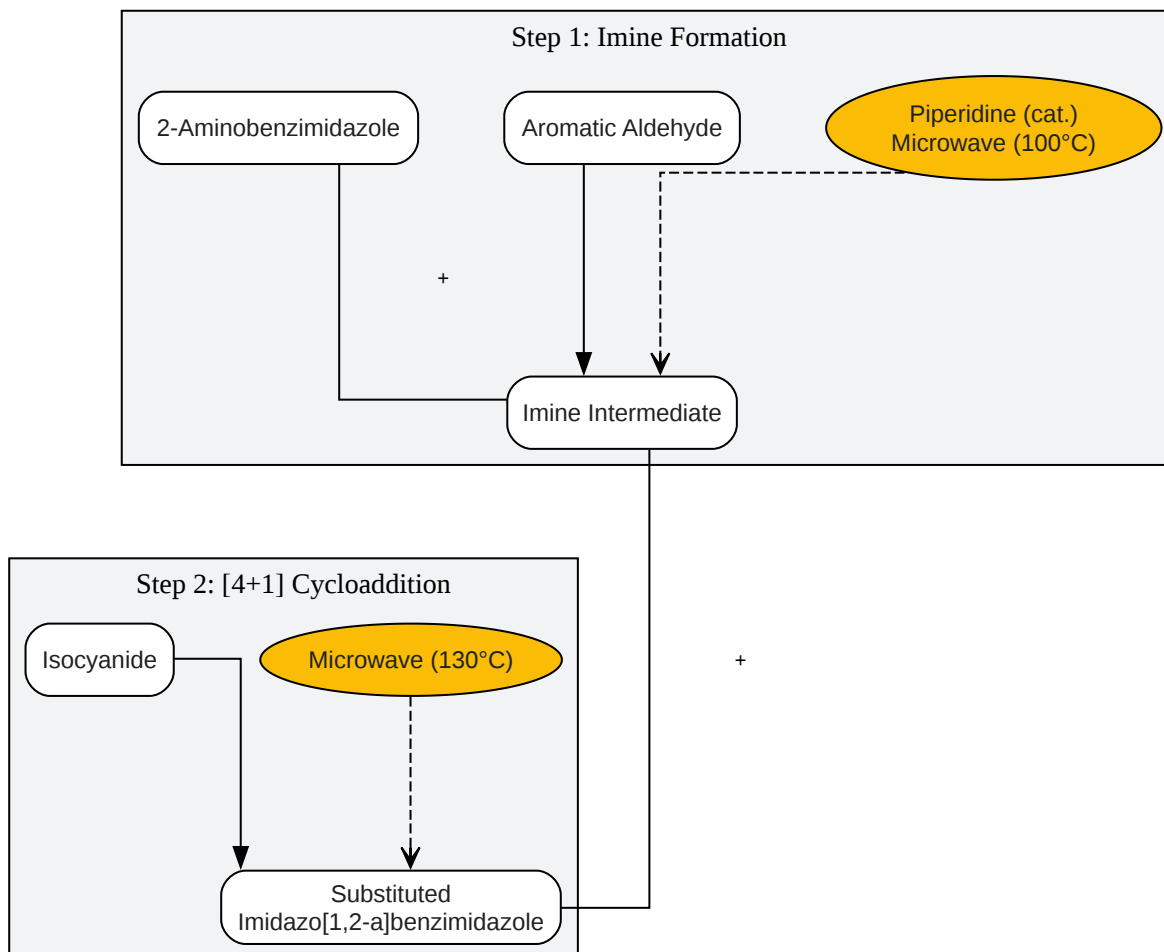 Step 1: Imine Formation
2-Aminobenzimidazole
Aromatic Aldehyde
Piperidine (cat.)
Microwave (100°C)
+
Imine Intermediate
Step 2: [4+1] Cycloaddition
Isocyanide
Microwave (130°C)
+
Substituted
Imidazo[1,2-a]benzimidazole